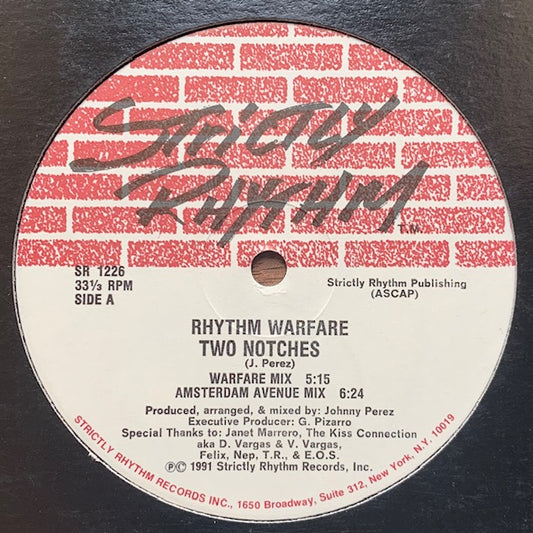 STRICTLY
RHYTHM
T.M.
SR 1226
33⅓ RPM
SIDE A
Strictly Rhythm Publishing
(ASCAP)
RHYTHM WARFARE
TWO NOTCHES
(J. Perez)
WARFARE MIX 5:15
AMSTERDAM AVENUE MIX 6:24
Produced, arranged, & mixed by: Johnny Perez
Executive Producer: G. Pizarro
Special Thanks to: Janet Marrero, The Kiss Connection
aka D. Vargas & V. Vargas,
Felix, Nep, T.R., & E.O.S.
℗© 1991 Strictly Rhythm Records, Inc.
STRICTLY RHYTHM RECORDS INC., 1650 Broadway, Suite 312, New York, N.Y. 10019